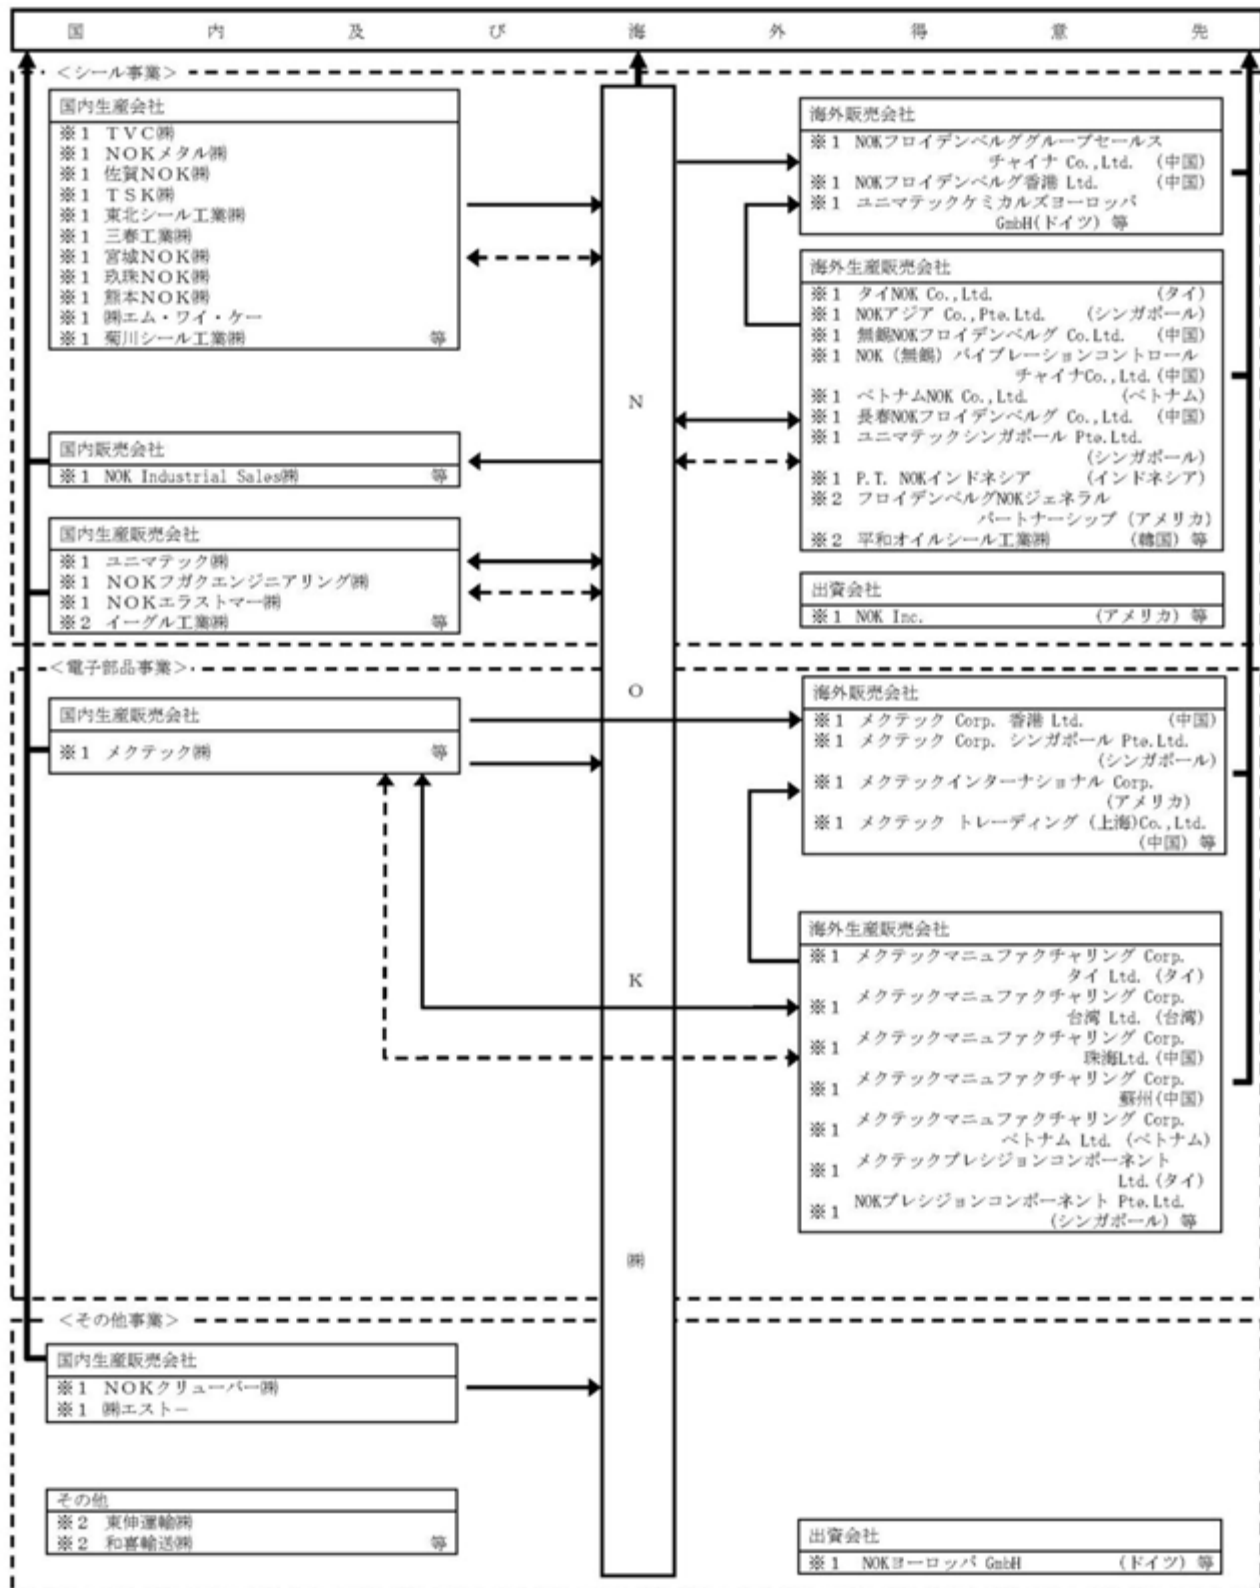 国内及び海外得意先
＜シール事業＞
国内生産会社
※1 TVC㈱
※1 NOKメタル㈱
※1 佐賀NOK㈱
※1 TSK㈱
※1 東北シール工業㈱
※1 三春工業㈱
※1 宮城NOK㈱
※1 玖珠NOK㈱
※1 熊本NOK㈱
※1 ㈱エム・ワイ・ケー
※1 菊川シール工業㈱ 等
国内販売会社
※1 NOK Industrial Sales㈱ 等
国内生産販売会社
※1 ユニマテック㈱
※1 NOKフガクエンジニアリング㈱
※1 NOKエラストマー㈱
※2 イーグル工業㈱ 等
海外販売会社
※1 NOKフロイデンベルググループセールス
チャイナ Co.,Ltd. (中国)
※1 NOKフロイデンベルグ香港 Ltd. (中国)
※1 ユニマテックケミカルズヨーロッパ
GmbH(ドイツ) 等
海外生産販売会社
※1 タイNOK Co.,Ltd. (タイ)
※1 NOKアジア Co.,Pte.Ltd. (シンガポール)
※1 無錫NOKフロイデンベルグ Co.Ltd. (中国)
※1 NOK (無錫) バイブレーションコントロール
チャイナCo.,Ltd.(中国)
※1 ベトナムNOK Co.,Ltd. (ベトナム)
※1 長春NOKフロイデンベルグ Co.,Ltd. (中国)
※1 ユニマテックシンガポール Pte.Ltd.
(シンガポール)
※1 P.T. NOKインドネシア (インドネシア)
※2 フロイデンベルグNOKジェネラル
パートナーシップ (アメリカ)
※2 平和オイルシール工業㈱ (韓国) 等
出資会社
※1 NOK Inc. (アメリカ) 等
N
O
K
㈱
＜電子部品事業＞
国内生産販売会社
※1 メクテック㈱ 等
海外販売会社
※1 メクテック Corp. 香港 Ltd. (中国)
※1 メクテック Corp. シンガポール Pte.Ltd.
(シンガポール)
※1 メクテックインターナショナル Corp.
(アメリカ)
※1 メクテック トレーディング (上海)Co.,Ltd.
(中国) 等
海外生産販売会社
※1 メクテックマニュファクチャリング Corp.
タイ Ltd. (タイ)
※1 メクテックマニュファクチャリング Corp.
台湾 Ltd. (台湾)
※1 メクテックマニュファクチャリング Corp.
珠海Ltd.(中国)
※1 メクテックマニュファクチャリング Corp.
蘇州(中国)
※1 メクテックマニュファクチャリング Corp.
ベトナム Ltd. (ベトナム)
※1 メクテックプレシジョンコンポーネント
Ltd.(タイ)
※1 NOKプレシジョンコンポーネント Pte.Ltd.
(シンガポール) 等
＜その他事業＞
国内生産販売会社
※1 NOKクリューバー㈱
※1 ㈱エストー
その他
※2 東伸運輸㈱
※2 和喜輸送㈱ 等
出資会社
※1 NOKヨーロッパ GmbH (ドイツ) 等